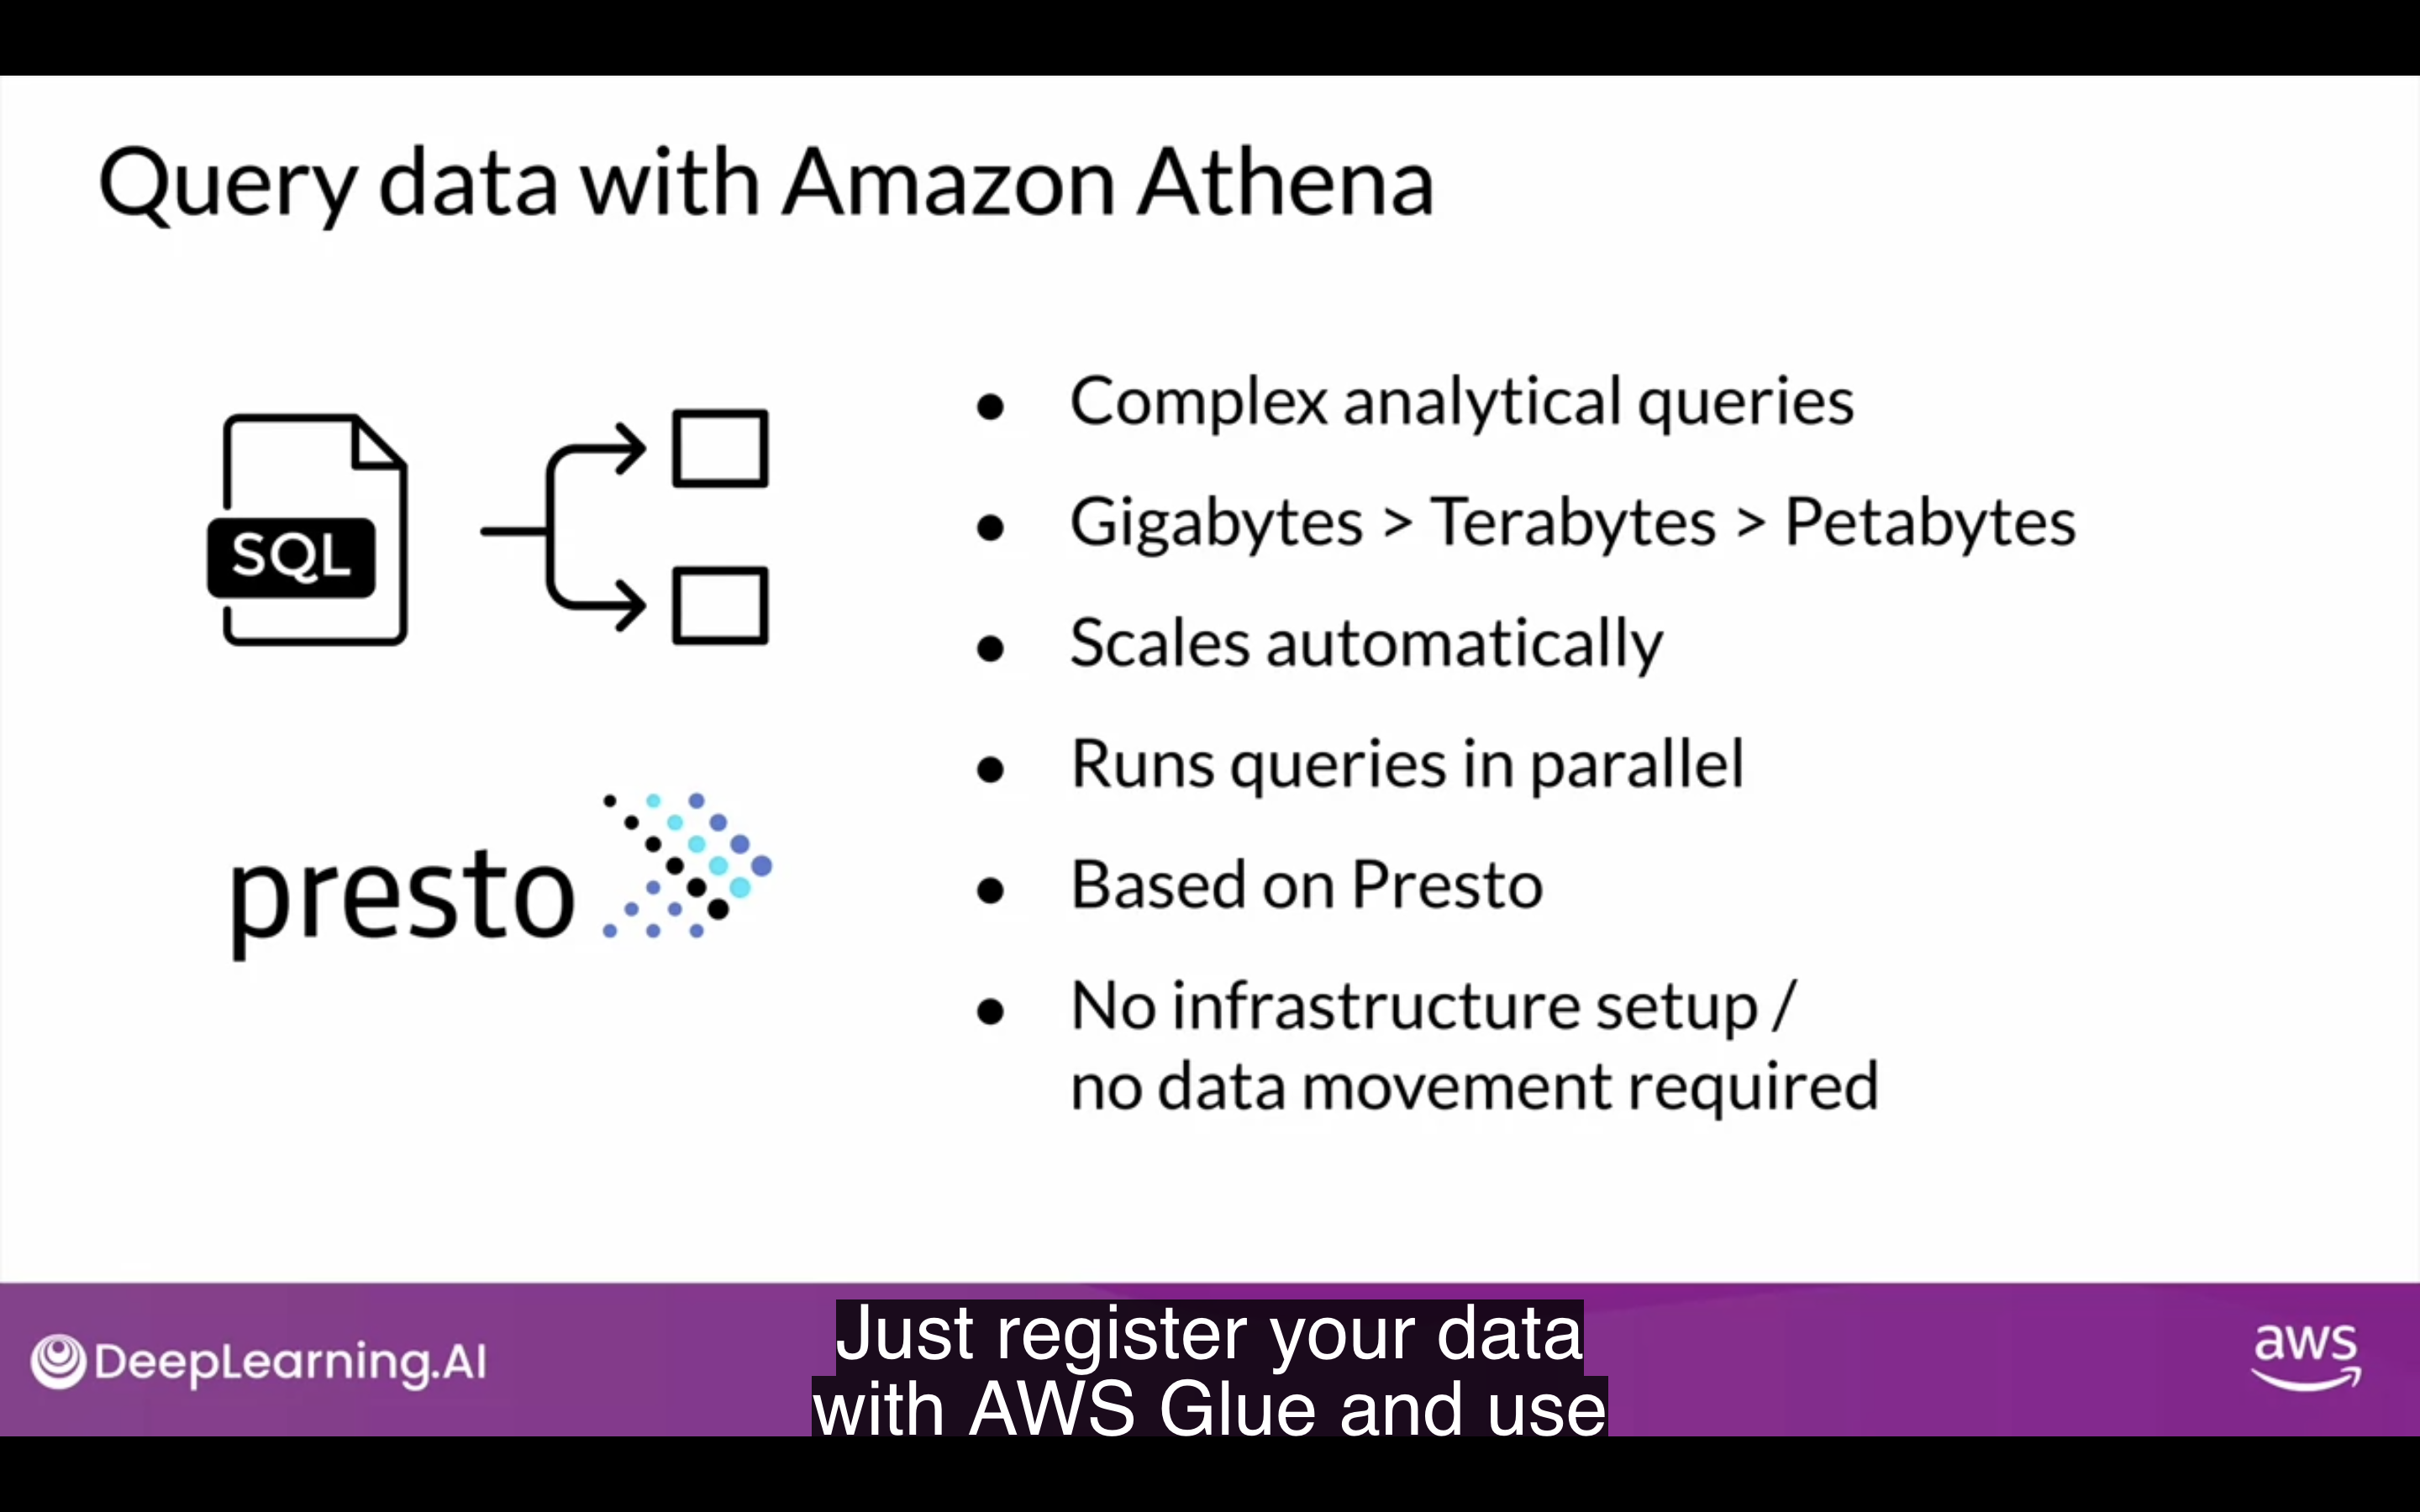 Query data with Amazon Athena
SQL
presto
● Complex analytical queries
● Gigabytes > Terabytes > Petabytes
● Scales automatically
● Runs queries in parallel
● Based on Presto
● No infrastructure setup /
no data movement required
DeepLearning.AI
Just register your data
with AWS Glue and use
aws